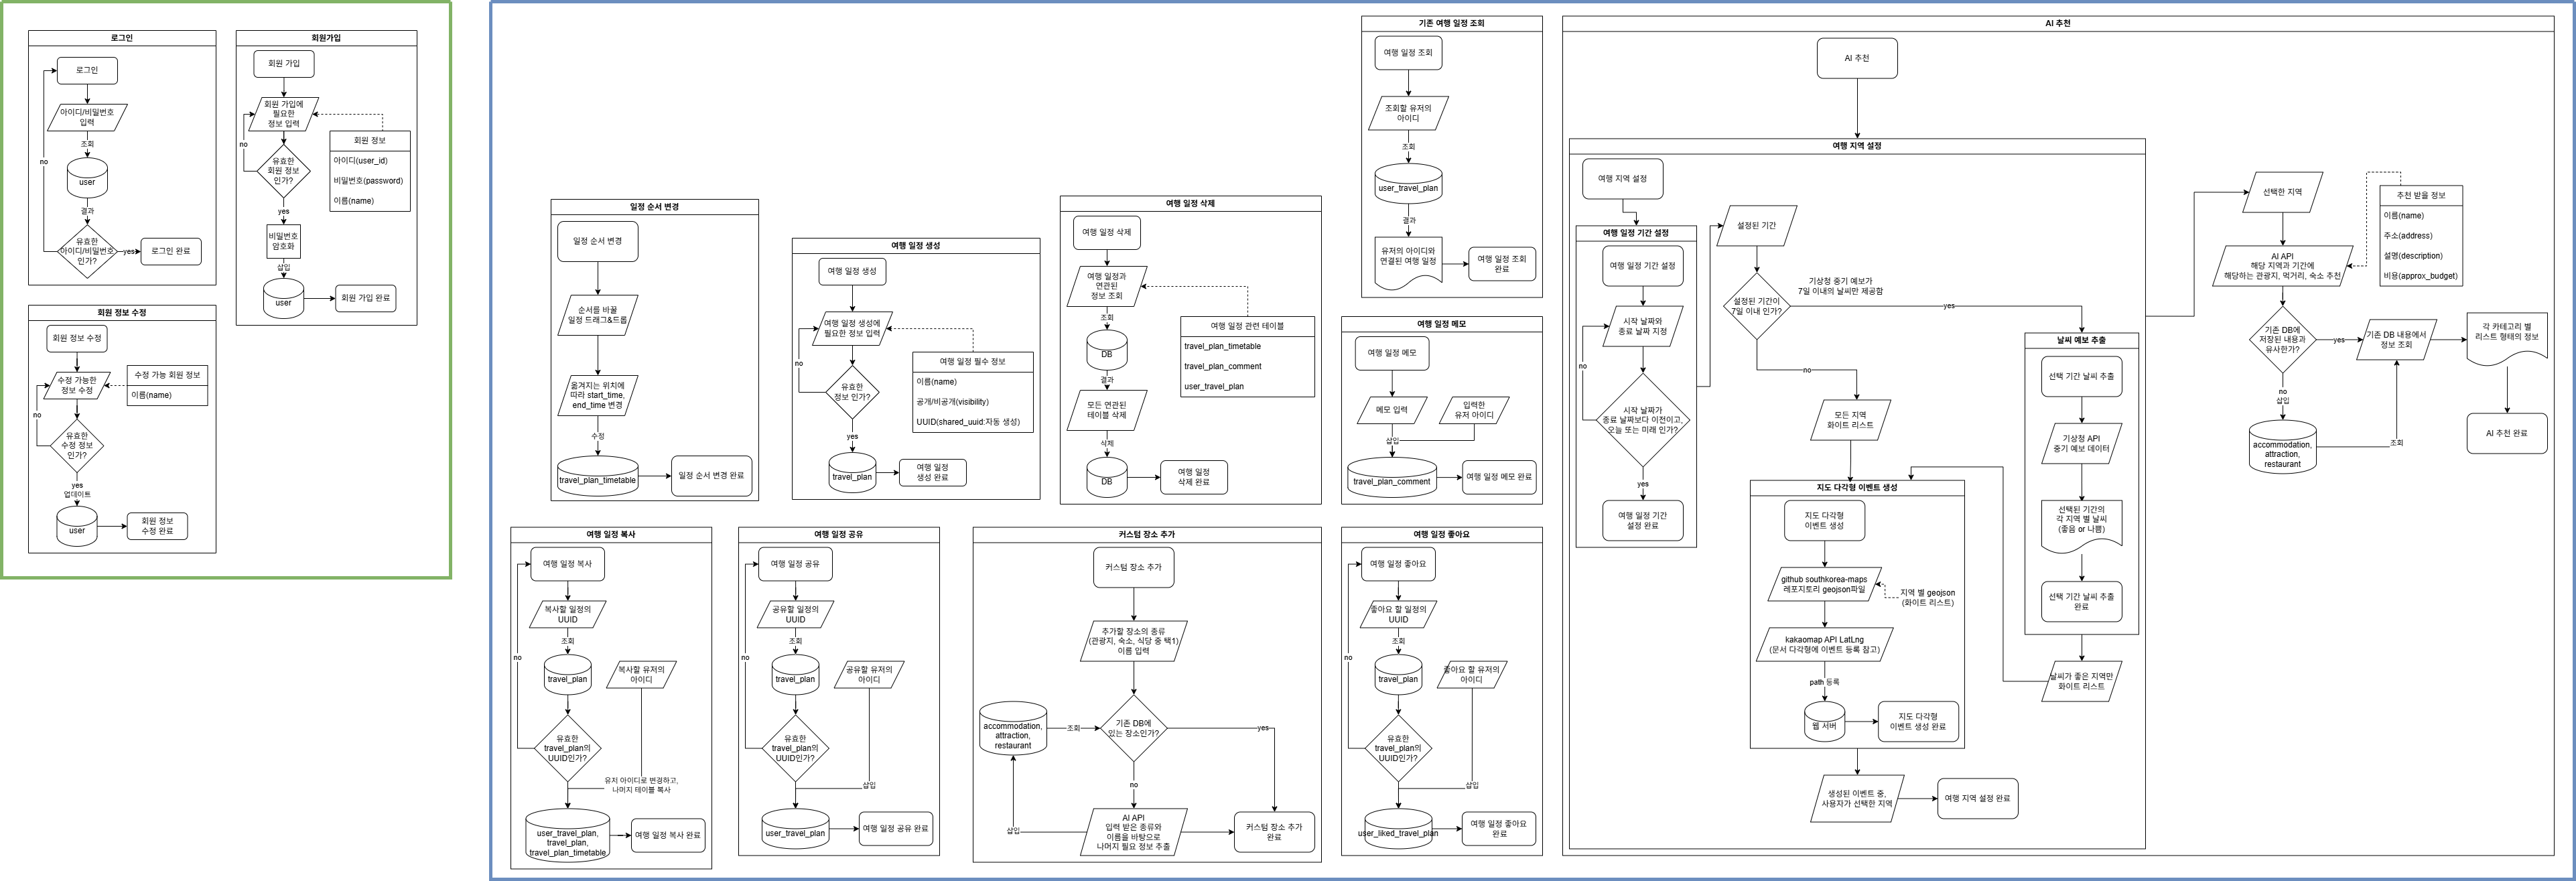 로그인
로그인
아이디/비밀번호
입력
조회
user
결과
유효한
아이디/비밀번호
인가?
no
yes
로그인 완료
회원가입
회원 가입
회원 가입에
필요한
정보 입력
no
유효한
회원 정보
인가?
회원 정보
아이디(user_id)
비밀번호(password)
이름(name)
yes
비밀번호
암호화
삽입
user
회원 가입 완료
회원 정보 수정
회원 정보 수정
수정 가능한
정보 수정
수정 가능 회원 정보
이름(name)
no
유효한
수정 정보
인가?
yes
업데이트
user
회원 정보
수정 완료
일정 순서 변경
일정 순서 변경
순서를 바꿀
일정 드래그&드롭
옮겨지는 위치에
따라 start_time,
end_time 변경
수정
travel_plan_timetable
일정 순서 변경 완료
여행 일정 생성
여행 일정 생성
여행 일정 생성에
필요한 정보 입력
no
유효한
정보 인가?
여행 일정 필수 정보
이름(name)
공개/비공개(visibility)
UUID(shared_uuid:자동 생성)
yes
travel_plan
여행 일정
생성 완료
여행 일정 삭제
여행 일정 삭제
여행 일정과
연관된
정보 조회
조회
DB
결과
모든 연관된
테이블 삭제
삭제
DB
여행 일정
삭제 완료
여행 일정 관련 테이블
travel_plan_timetable
travel_plan_comment
user_travel_plan
기존 여행 일정 조회
여행 일정 조회
조회할 유저의
아이디
조회
user_travel_plan
결과
유저의 아이디와
연결된 여행 일정
여행 일정 조회
완료
여행 일정 메모
여행 일정 메모
메모 입력
입력한
유저 아이디
삽입
travel_plan_comment
여행 일정 메모 완료
여행 일정 복사
여행 일정 복사
복사할 일정의
UUID
조회
no
travel_plan
복사할 유저의
아이디
유효한
travel_plan의
UUID인가?
유저 아이디로 변경하고,
나머지 테이블 복사
user_travel_plan,
travel_plan,
travel_plan_timetable
여행 일정 복사 완료
여행 일정 공유
여행 일정 공유
공유할 일정의
UUID
조회
no
travel_plan
공유할 유저의
아이디
유효한
travel_plan의
UUID인가?
삽입
user_travel_plan
여행 일정 공유 완료
커스텀 장소 추가
커스텀 장소 추가
추가할 장소의 종류
(관광지, 숙소, 식당 중 택1)
이름 입력
accommodation,
attraction,
restaurant
조회
기존 DB에
있는 장소인가?
yes
no
삽입
AI API
입력 받은 종류와
이름을 바탕으로
나머지 필요 정보 추출
커스텀 장소 추가
완료
여행 일정 좋아요
여행 일정 좋아요
좋아요 할 일정의
UUID
조회
no
travel_plan
좋아요 할 유저의
아이디
유효한
travel_plan의
UUID인가?
삽입
user_liked_travel_plan
여행 일정 좋아요
완료
AI 추천
AI 추천
여행 지역 설정
여행 지역 설정
여행 일정 기간 설정
여행 일정 기간 설정
시작 날짜와
종료 날짜 지정
no
시작 날짜가
종료 날짜보다 이전이고,
오늘 또는 미래 인가?
yes
여행 일정 기간
설정 완료
설정된 기간
설정된 기간이
7일 이내 인가?
기상청 중기 예보가
7일 이내의 날씨만 제공함
yes
no
모든 지역
화이트 리스트
날씨 예보 추출
선택 기간 날씨 추출
기상청 API
중기 예보 데이터
선택된 기간의
각 지역 별 날씨
(좋음 or 나쁨)
선택 기간 날씨 추출
완료
날씨가 좋은 지역만
화이트 리스트
지도 다각형 이벤트 생성
지도 다각형
이벤트 생성
github southkorea-maps
레포지토리 geojson파일
지역 별 geojson
(화이트 리스트)
kakaomap API LatLng
(문서 다각형에 이벤트 등록 참고)
path 등록
웹 서버
지도 다각형
이벤트 생성 완료
생성된 이벤트 중,
사용자가 선택한 지역
여행 지역 설정 완료
선택한 지역
추천 받을 정보
이름(name)
주소(address)
설명(description)
비용(approx_budget)
AI API
해당 지역과 기간에
해당하는 관광지, 먹거리, 숙소 추천
기존 DB에
저장된 내용과
유사한가?
yes
기존 DB 내용에서
정보 조회
각 카테고리 별
리스트 형태의 정보
no
삽입
accommodation,
attraction,
restaurant
조회
AI 추천 완료